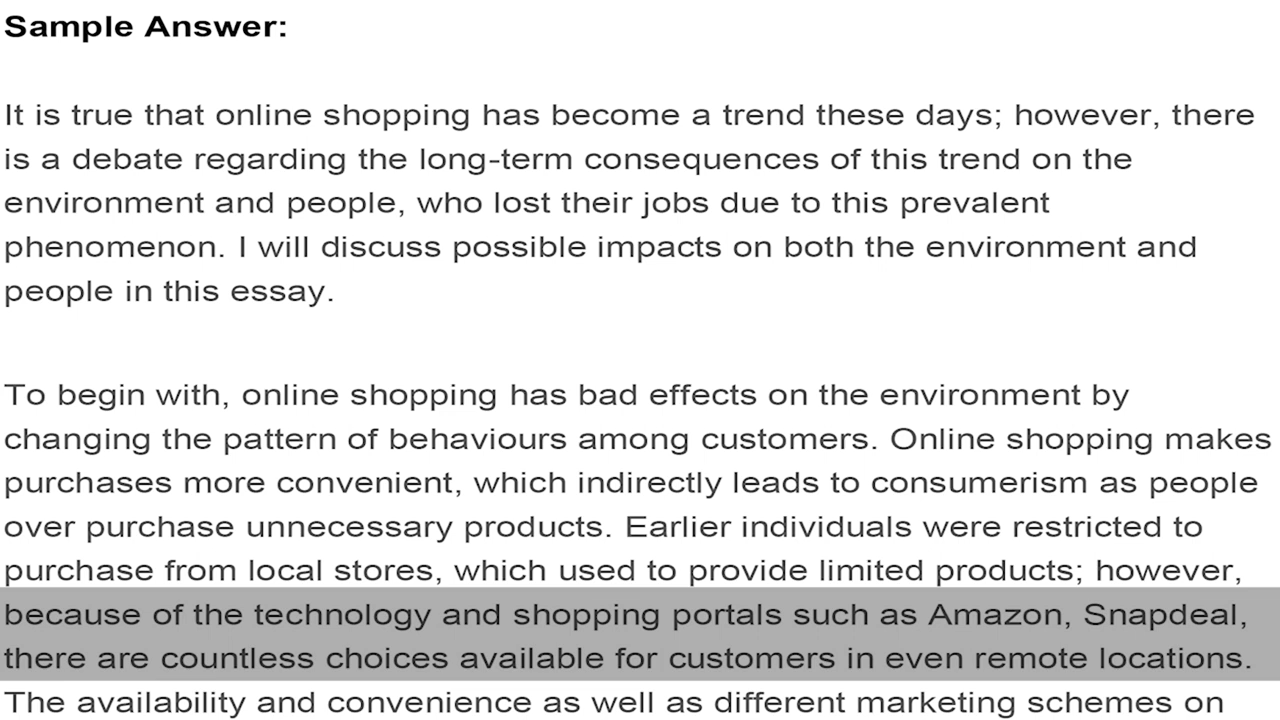 Sample Answer:
It is true that online shopping has become a trend these days; however, there
is a debate regarding the long-term consequences of this trend on the
environment and people, who lost their jobs due to this prevalent
phenomenon. I will discuss possible impacts on both the environment and
people in this essay.
To begin with, online shopping has bad effects on the environment by
changing the pattern of behaviours among customers. Online shopping makes
purchases more convenient, which indirectly leads to consumerism as people
over purchase unnecessary products. Earlier individuals were restricted to
purchase from local stores, which used to provide limited products; however,
because of the technology and shopping portals such as Amazon, Snapdeal,
there are countless choices available for customers in even remote locations.
The availability and convenience as well as different marketing schemes on